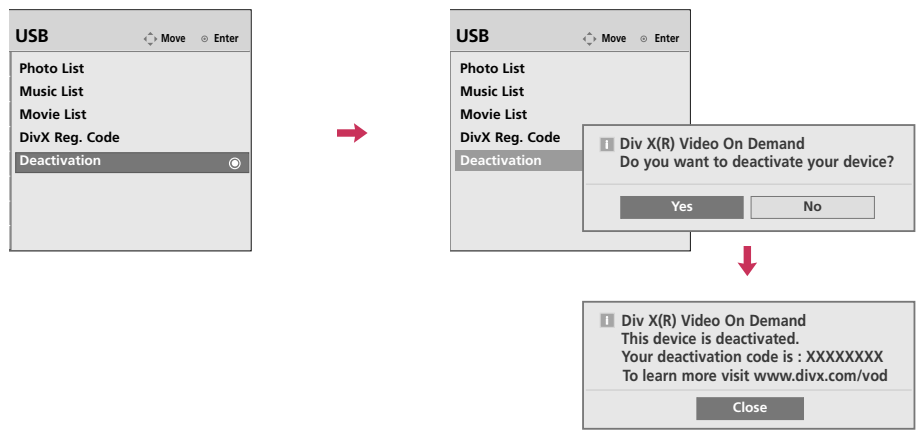 USB Move Enter
Photo List
Music List
Movie List
DivX Reg. Code
Deactivation
USB Move Enter
Photo List
Music List
Movie List
DivX Reg. Code
Deactivation
i Div X(R) Video On Demand
Do you want to deactivate your device?
Yes No
i Div X(R) Video On Demand
This device is deactivated.
Your deactivation code is : XXXXXXXX
To learn more visit www.divx.com/vod
Close